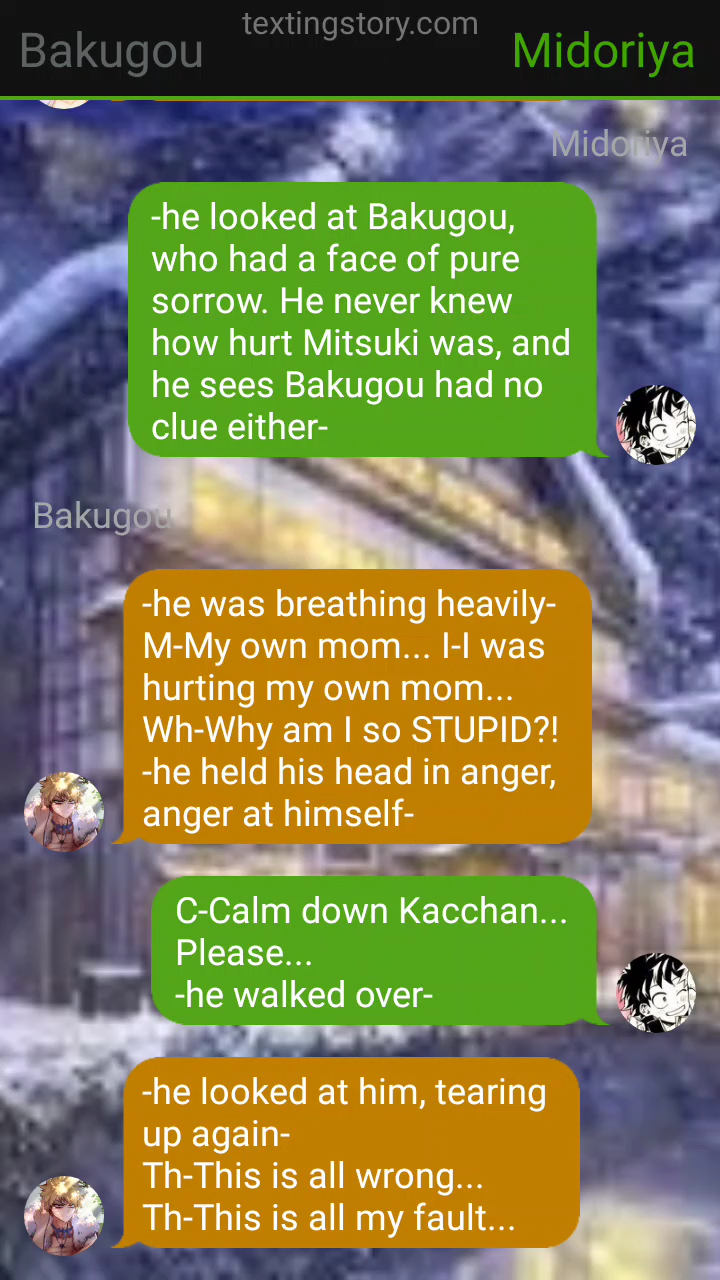 textingstory.com
Bakugou
Midoriya
Midoriya
-he looked at Bakugou,
who had a face of pure
sorrow. He never knew
how hurt Mitsuki was, and
he sees Bakugou had no
clue either-
Bakugou
-he was breathing heavily-
M-My own mom... I-I was
hurting my own mom...
Wh-Why am I so STUPID?!
-he held his head in anger,
anger at himself-
C-Calm down Kacchan...
Please...
-he walked over-
-he looked at him, tearing
up again-
Th-This is all wrong...
Th-This is all my fault...